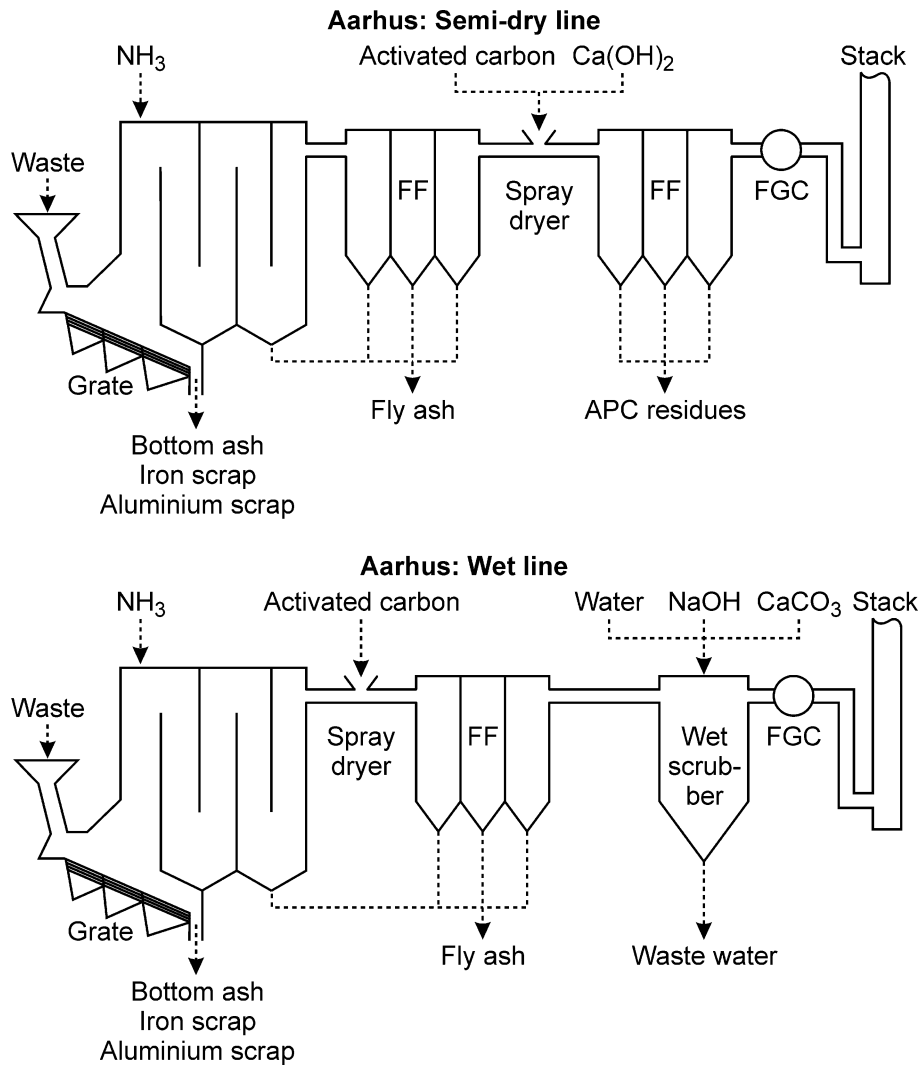 Aarhus: Semi-dry line
NH₃
Activated carbon Ca(OH)₂
Stack
Waste
FF
Spray
dryer
FF
FGC
Grate
Fly ash
APC residues
Bottom ash
Iron scrap
Aluminium scrap
Aarhus: Wet line
NH₃
Activated carbon
Water NaOH CaCO₃
Stack
Waste
Spray
dryer
FF
Wet
scrub-
ber
FGC
Grate
Fly ash
Waste water
Bottom ash
Iron scrap
Aluminium scrap